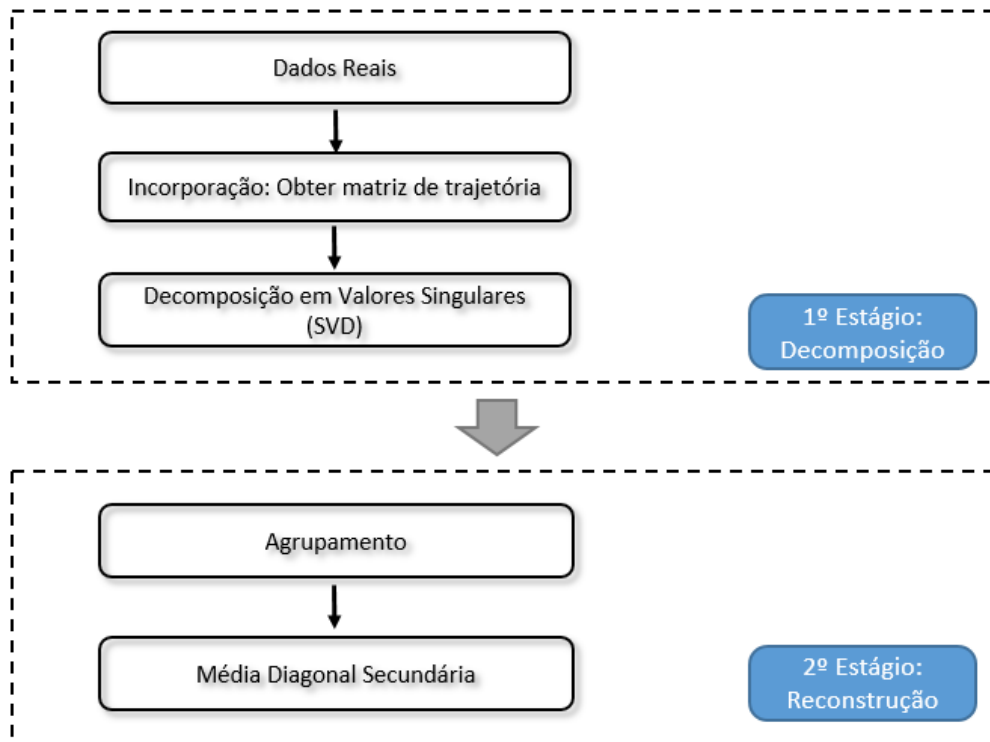 Dados Reais
Incorporação: Obter matriz de trajetória
Decomposição em Valores Singulares
(SVD)
1º Estágio:
Decomposição
Agrupamento
Média Diagonal Secundária
2º Estágio:
Reconstrução